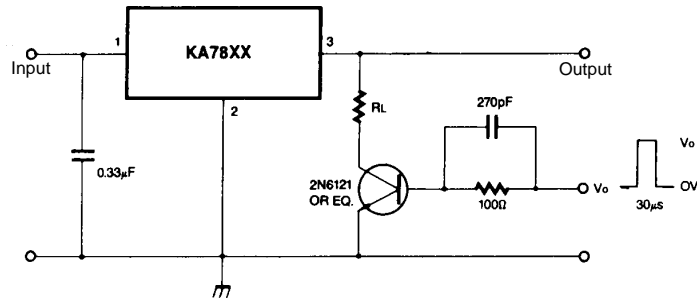 1
KA78XX
3
Input
Output
2
RL
270pF
0.33μF
2N6121
OR EQ.
100Ω
Vo
Vo
OV
30μs